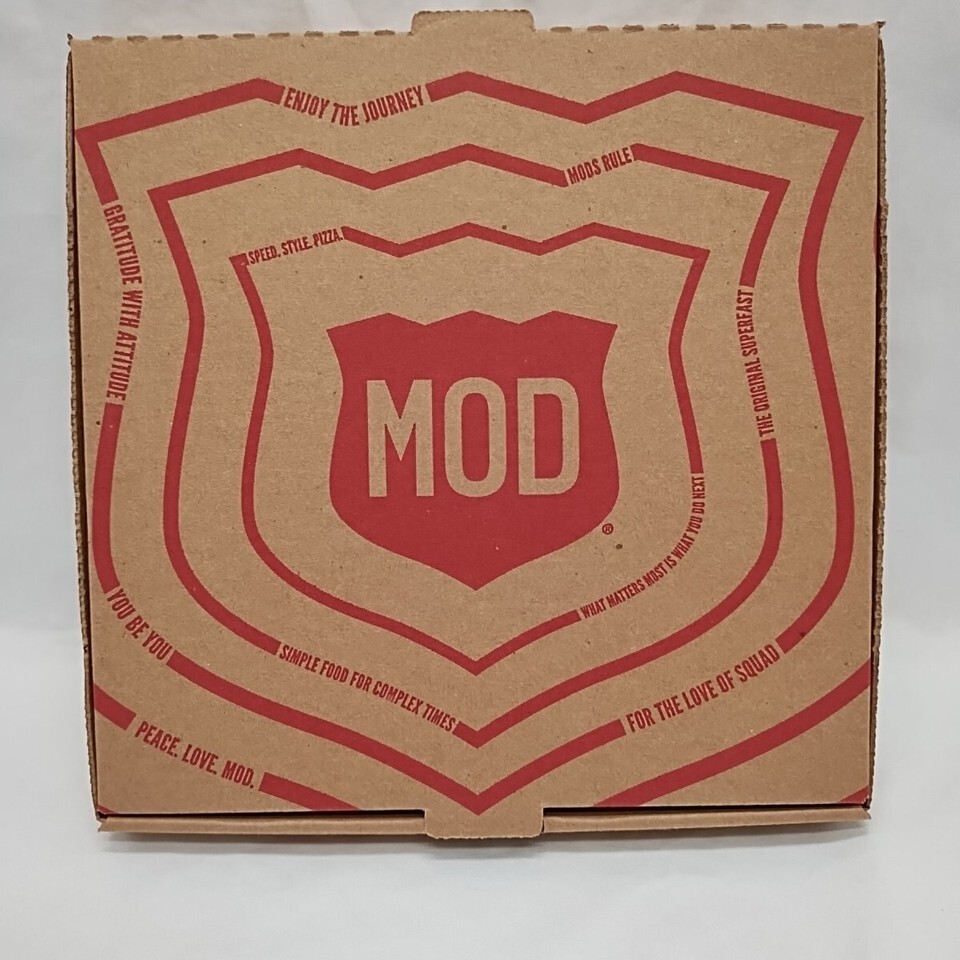 ENJOY THE JOURNEY
MODS RULE!
SPEED. STYLE. PIZZA.
GRATITUDE WITH ATTITUDE
THE ORIGINAL SUPERFAST
MOD
®
WHAT MATTERS MOST IS WHAT YOU DO NEXT
YOU BE YOU
SIMPLE FOOD FOR COMPLEX TIMES
FOR THE LOVE OF SQUAD
PEACE. LOVE. MOD.